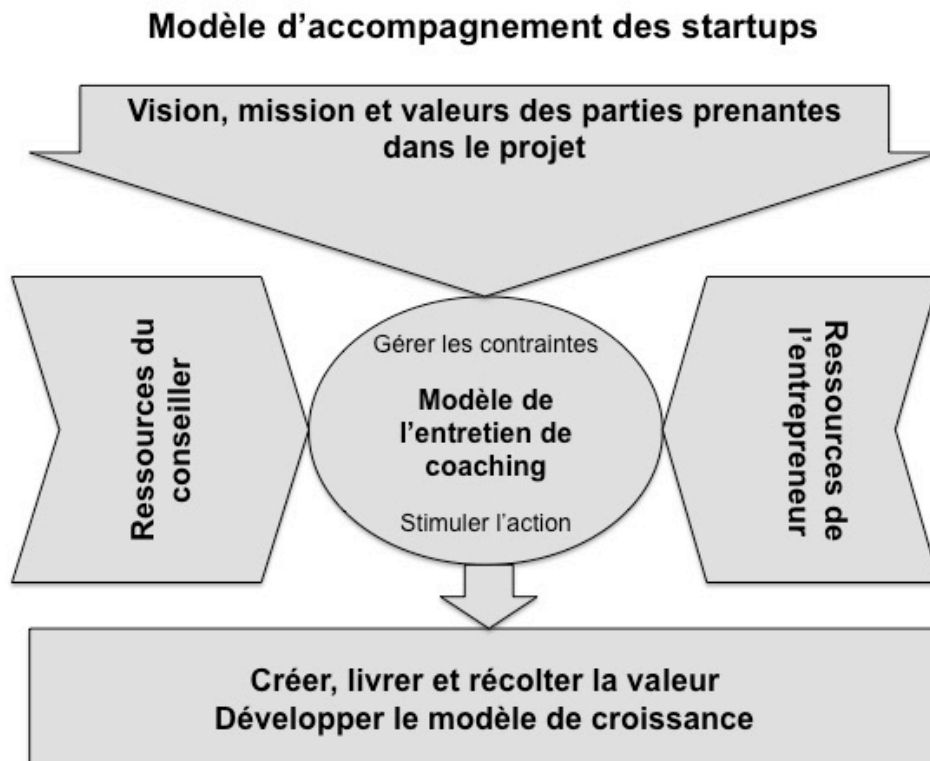 Modèle d'accompagnement des startups
Vision, mission et valeurs des parties prenantes
dans le projet
Ressources du
conseiller
Gérer les contraintes
Modèle de
l'entretien de
coaching
Stimuler l'action
Ressources de
l'entrepreneur
Créer, livrer et récolter la valeur
Développer le modèle de croissance